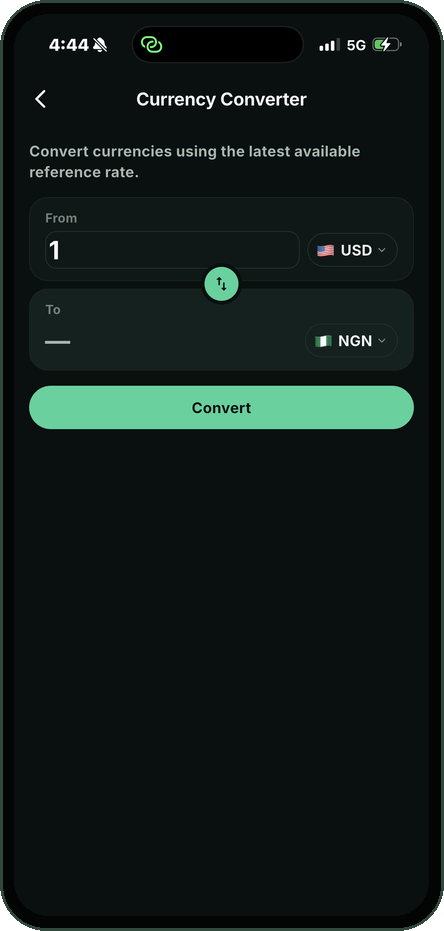 4:44
5G
Currency Converter
Convert currencies using the latest available
reference rate.
From
1
USD
To
—
NGN
Convert